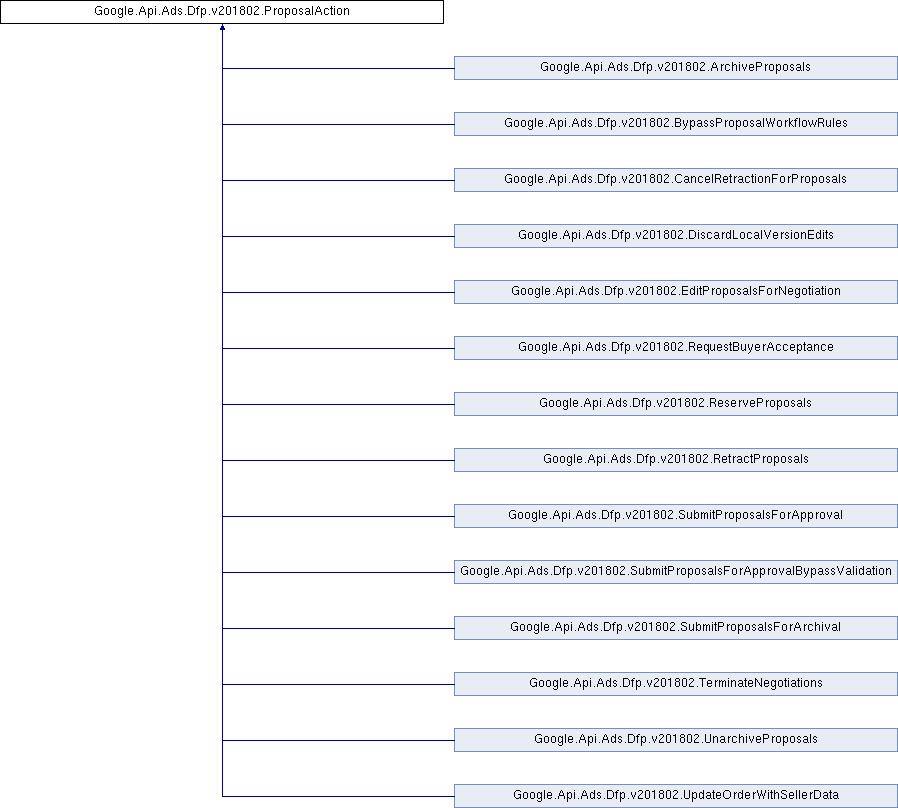 Google.Api.Ads.Dfp.v201802.ProposalAction
Google.Api.Ads.Dfp.v201802.ArchiveProposals
Google.Api.Ads.Dfp.v201802.BypassProposalWorkflowRules
Google.Api.Ads.Dfp.v201802.CancelRetractionForProposals
Google.Api.Ads.Dfp.v201802.DiscardLocalVersionEdits
Google.Api.Ads.Dfp.v201802.EditProposalsForNegotiation
Google.Api.Ads.Dfp.v201802.RequestBuyerAcceptance
Google.Api.Ads.Dfp.v201802.ReserveProposals
Google.Api.Ads.Dfp.v201802.RetractProposals
Google.Api.Ads.Dfp.v201802.SubmitProposalsForApproval
Google.Api.Ads.Dfp.v201802.SubmitProposalsForApprovalBypassValidation
Google.Api.Ads.Dfp.v201802.SubmitProposalsForArchival
Google.Api.Ads.Dfp.v201802.TerminateNegotiations
Google.Api.Ads.Dfp.v201802.UnarchiveProposals
Google.Api.Ads.Dfp.v201802.UpdateOrderWithSellerData